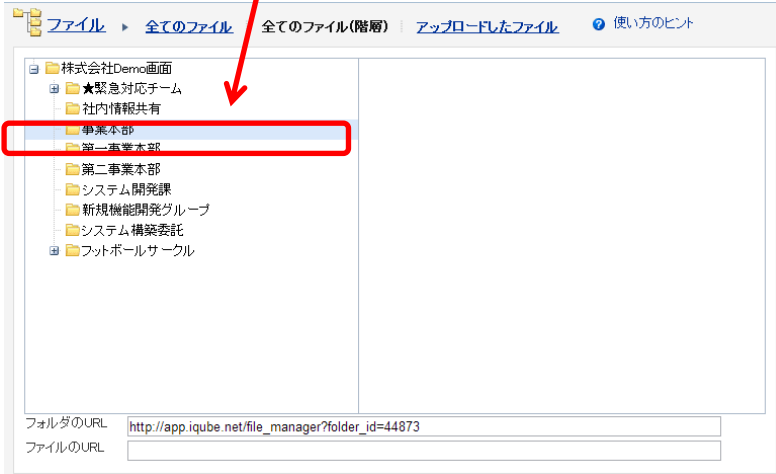 ファイル ▶ 全てのファイル 全てのファイル(階層) | アップロードしたファイル ? 使い方のヒント
株式会社Demo画面
★緊急対応チーム
社内情報共有
事業本部
第一事業本部
第二事業本部
システム開発課
新規機能開発グループ
システム構築委託
フットボールサークル
フォルダのURL http://app.iqube.net/file_manager?folder_id=44873
ファイルのURL